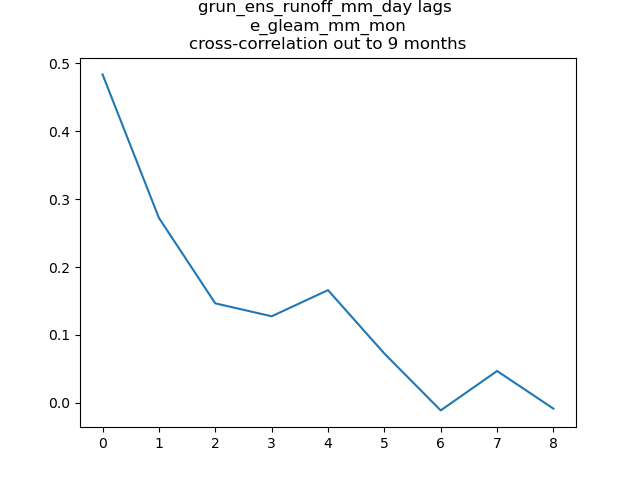 grun_ens_runoff_mm_day lags
e_gleam_mm_mon
cross-correlation out to 9 months
0.5
0.4
0.3
0.2
0.1
0.0
0 1 2 3 4 5 6 7 8